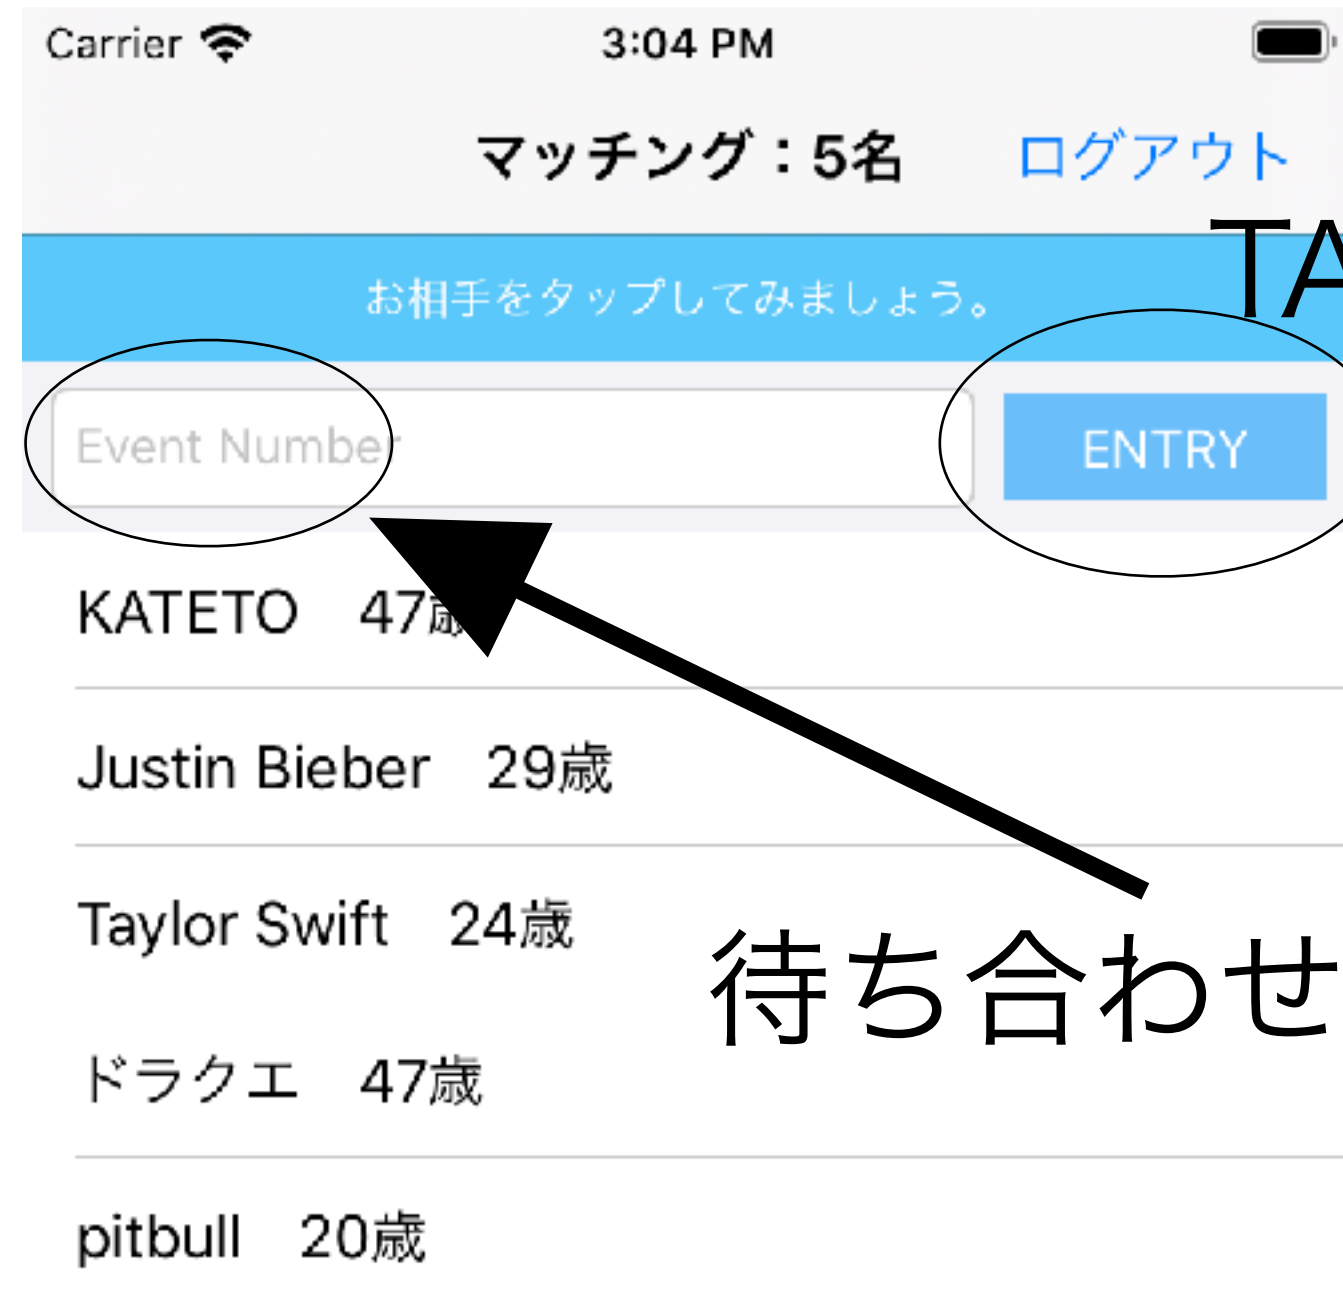 Carrier 3:04 PM
マッチング：5名 ログアウト
TA
お相手をタップしてみましょう。
Event Number ENTRY
KATETO 47歳
Justin Bieber 29歳
Taylor Swift 24歳
待ち合わせ
ドラクエ 47歳
pitbull 20歳